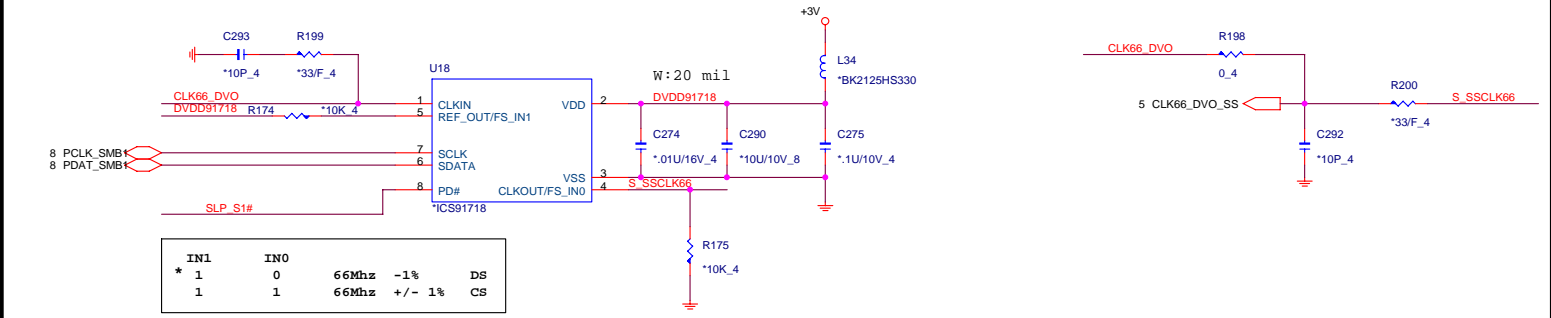 +3V
C293
R199
*10P_4
*33/F_4
CLK66_DVO
DVDD91718
R174
*10K_4
U18
1
CLKIN
5
REF_OUT/FS_IN1
7
SCLK
6
SDATA
8
PD#
VDD
2
VSS
3
CLKOUT/FS_IN0
4
*ICS91718
8 PCLK_SMB1
8 PDAT_SMB1
SLP_S1#
W:20 mil
DVDD91718
L34
*BK2125HS330
C274
*.01U/16V_4
C290
*10U/10V_8
C275
*.1U/10V_4
S_SSCLK66
R175
*10K_4
IN1 IN0
* 1 0 66Mhz -1% DS
1 1 66Mhz +/- 1% CS
CLK66_DVO
R198
0_4
5 CLK66_DVO_SS
R200
*33/F_4
S_SSCLK66
C292
*10P_4